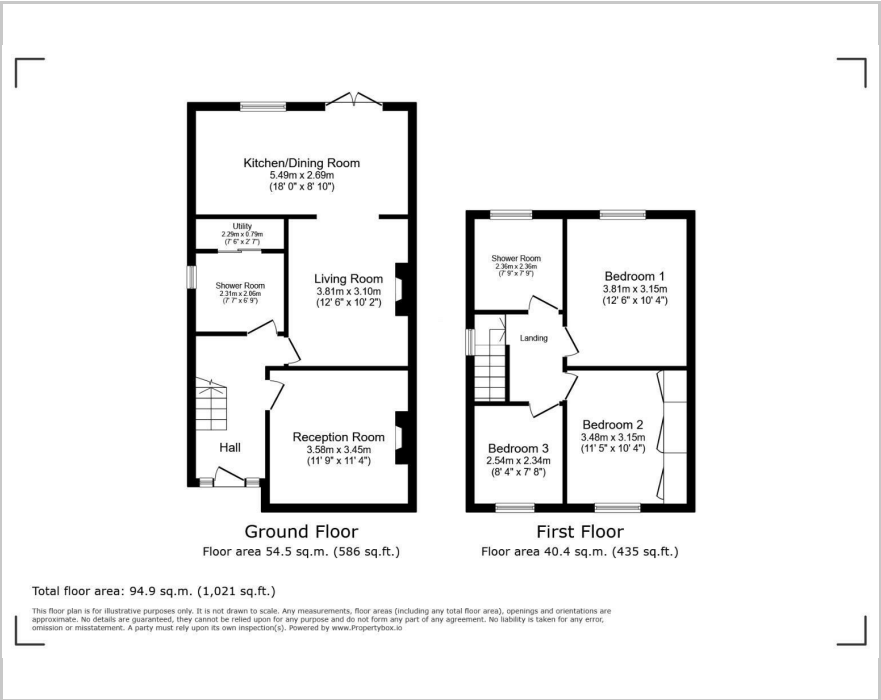 Kitchen/Dining Room
5.49m x 2.69m
(18' 0" x 8' 10")
Utility
2.29m x 0.79m
(7' 6" x 2' 7")
Shower Room
2.31m x 2.06m
(7' 7" x 6' 9")
Living Room
3.81m x 3.10m
(12' 6" x 10' 2")
Hall
Reception Room
3.58m x 3.45m
(11' 9" x 11' 4")
Ground Floor
Floor area 54.5 sq.m. (586 sq.ft.)
Shower Room
2.36m x 2.36m
(7' 9" x 7' 9")
Bedroom 1
3.81m x 3.15m
(12' 6" x 10' 4")
Landing
Bedroom 2
3.48m x 3.15m
(11' 5" x 10' 4")
Bedroom 3
2.54m x 2.34m
(8' 4" x 7' 8")
First Floor
Floor area 40.4 sq.m. (435 sq.ft.)
Total floor area: 94.9 sq.m. (1,021 sq.ft.)
This floor plan is for illustrative purposes only. It is not drawn to scale. Any measurements, floor areas (including any total floor area), openings and orientations are
approximate. No details are guaranteed, they cannot be relied upon for any purpose and do not form any part of any agreement. No liability is taken for any error,
omission or misstatement. A party must rely upon its own inspection(s). Powered by www.Propertybox.io